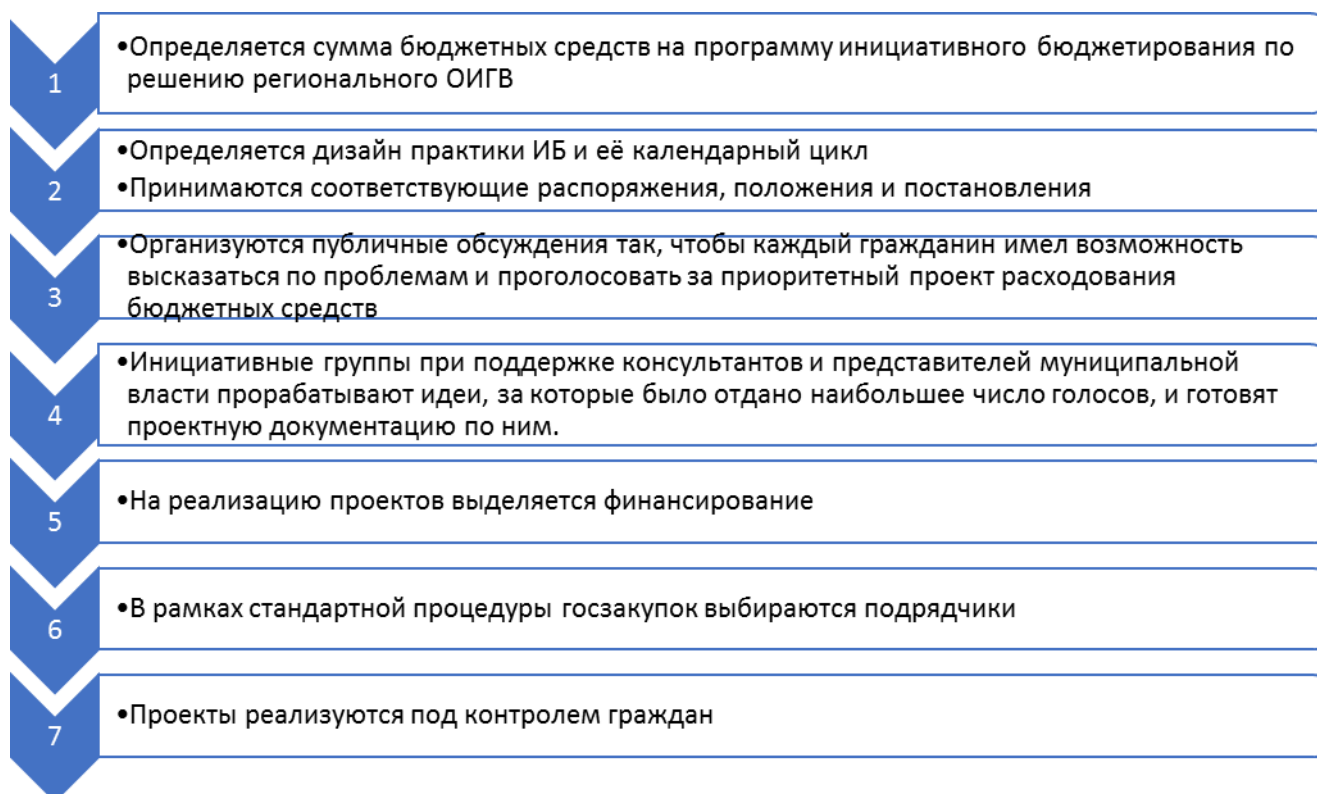 1
•Определяется сумма бюджетных средств на программу инициативного бюджетирования по
решению регионального ОИГВ
2
•Определяется дизайн практики ИБ и её календарный цикл
•Принимаются соответствующие распоряжения, положения и постановления
3
•Организуются публичные обсуждения так, чтобы каждый гражданин имел возможность
высказаться по проблемам и проголосовать за приоритетный проект расходования
бюджетных средств
4
•Инициативные группы при поддержке консультантов и представителей муниципальной
власти прорабатывают идеи, за которые было отдано наибольшее число голосов, и готовят
проектную документацию по ним.
5
•На реализацию проектов выделяется финансирование
6
•В рамках стандартной процедуры госзакупок выбираются подрядчики
7
•Проекты реализуются под контролем граждан